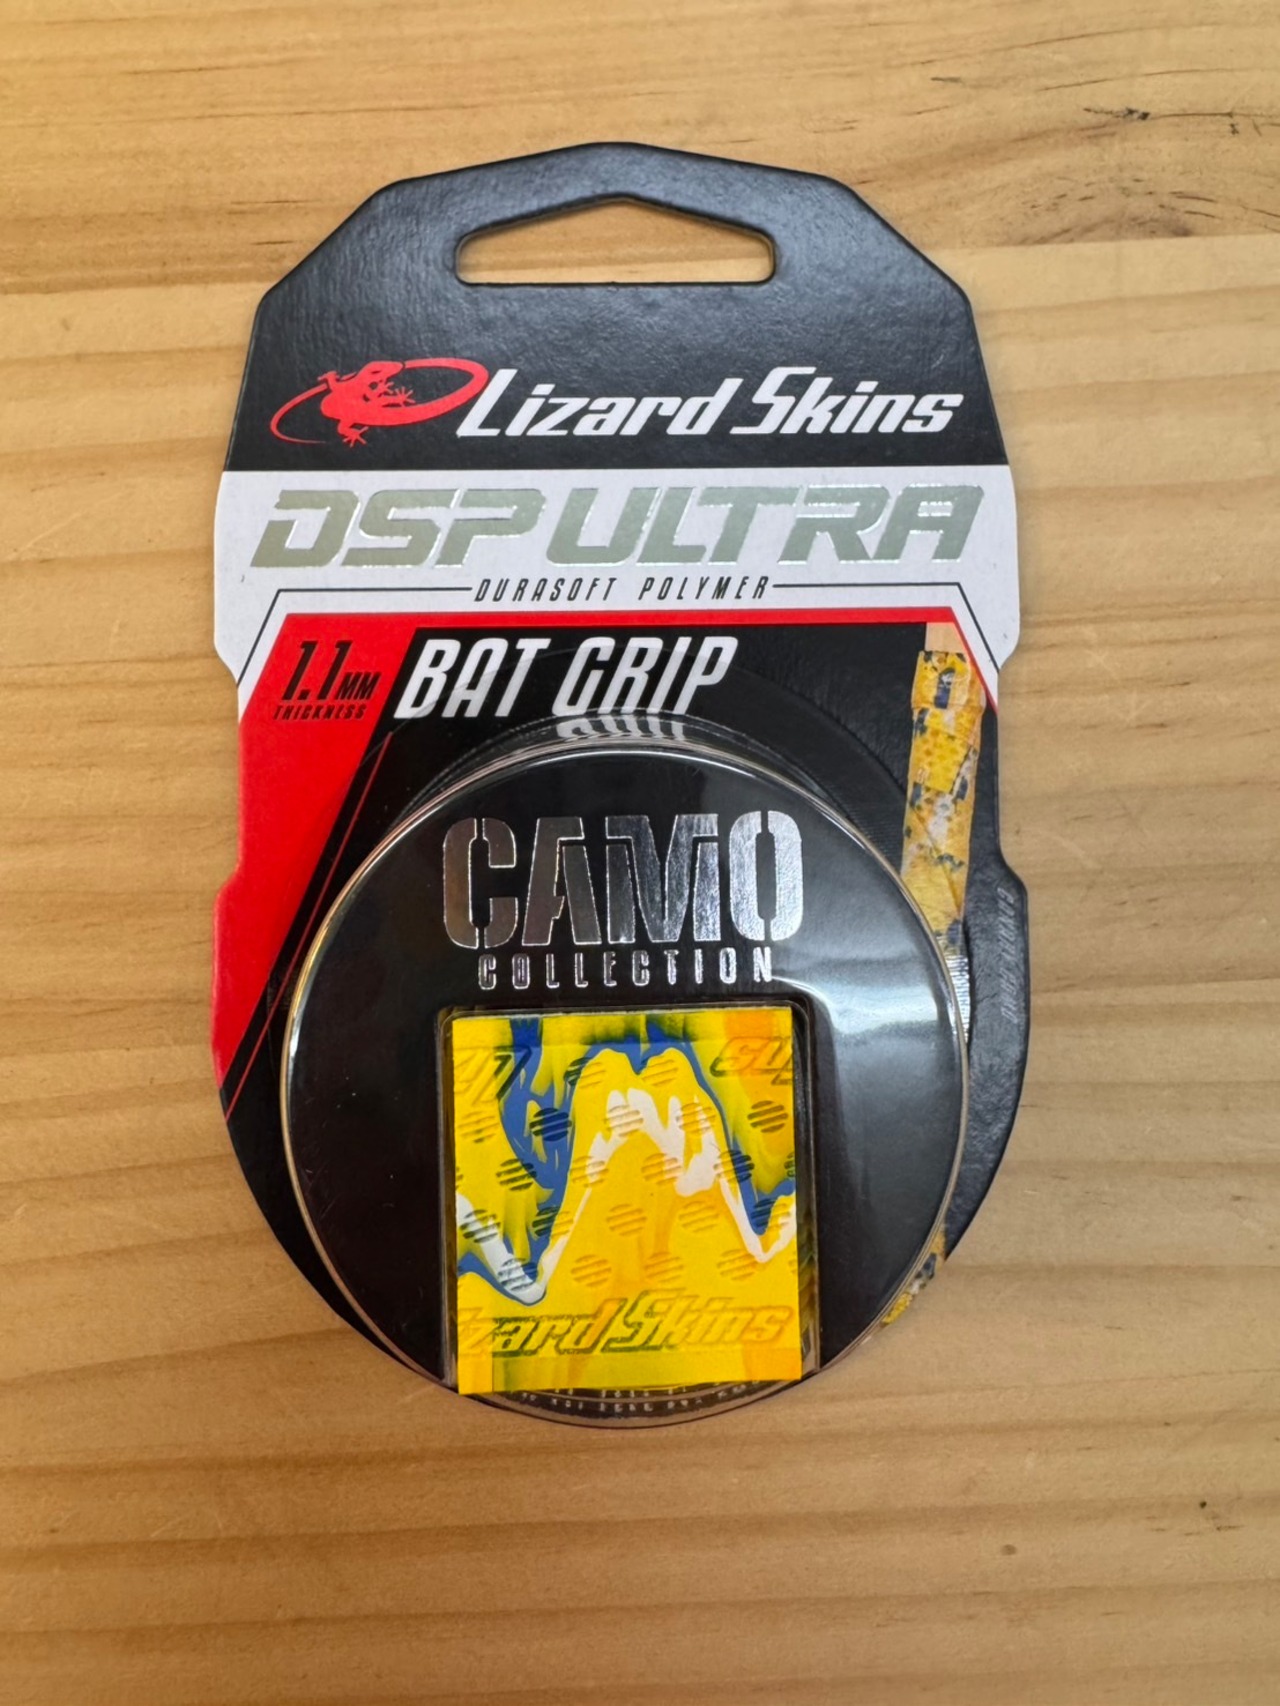 Lizard Skins
DSP ULTRA
DURASOFT POLYMER
1.1MM
THICKNESS
BAT GRIP
CAMO
COLLECTION
zard Skins